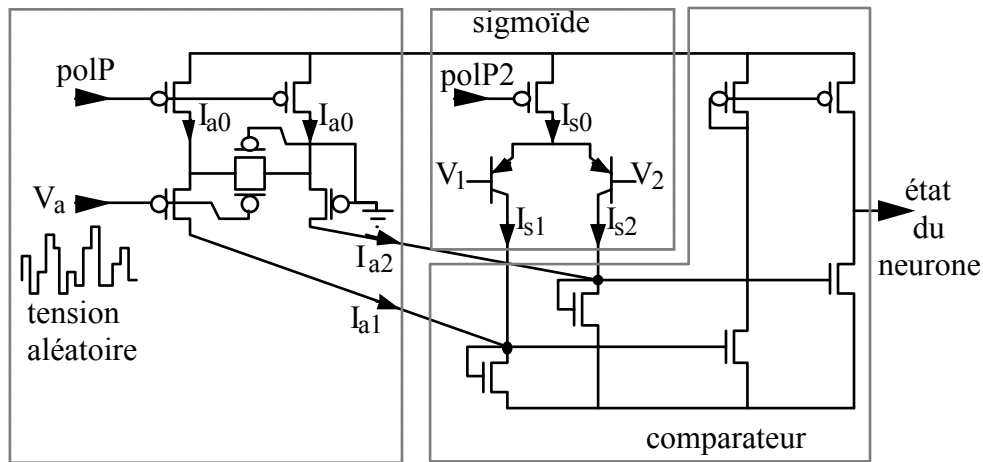 sigmoïde
polP
polP2
Ia0
Ia0
Is0
V1
V2
Va
Is1
Is2
état
du
neurone
Ia2
Ia1
tension
aléatoire
comparateur